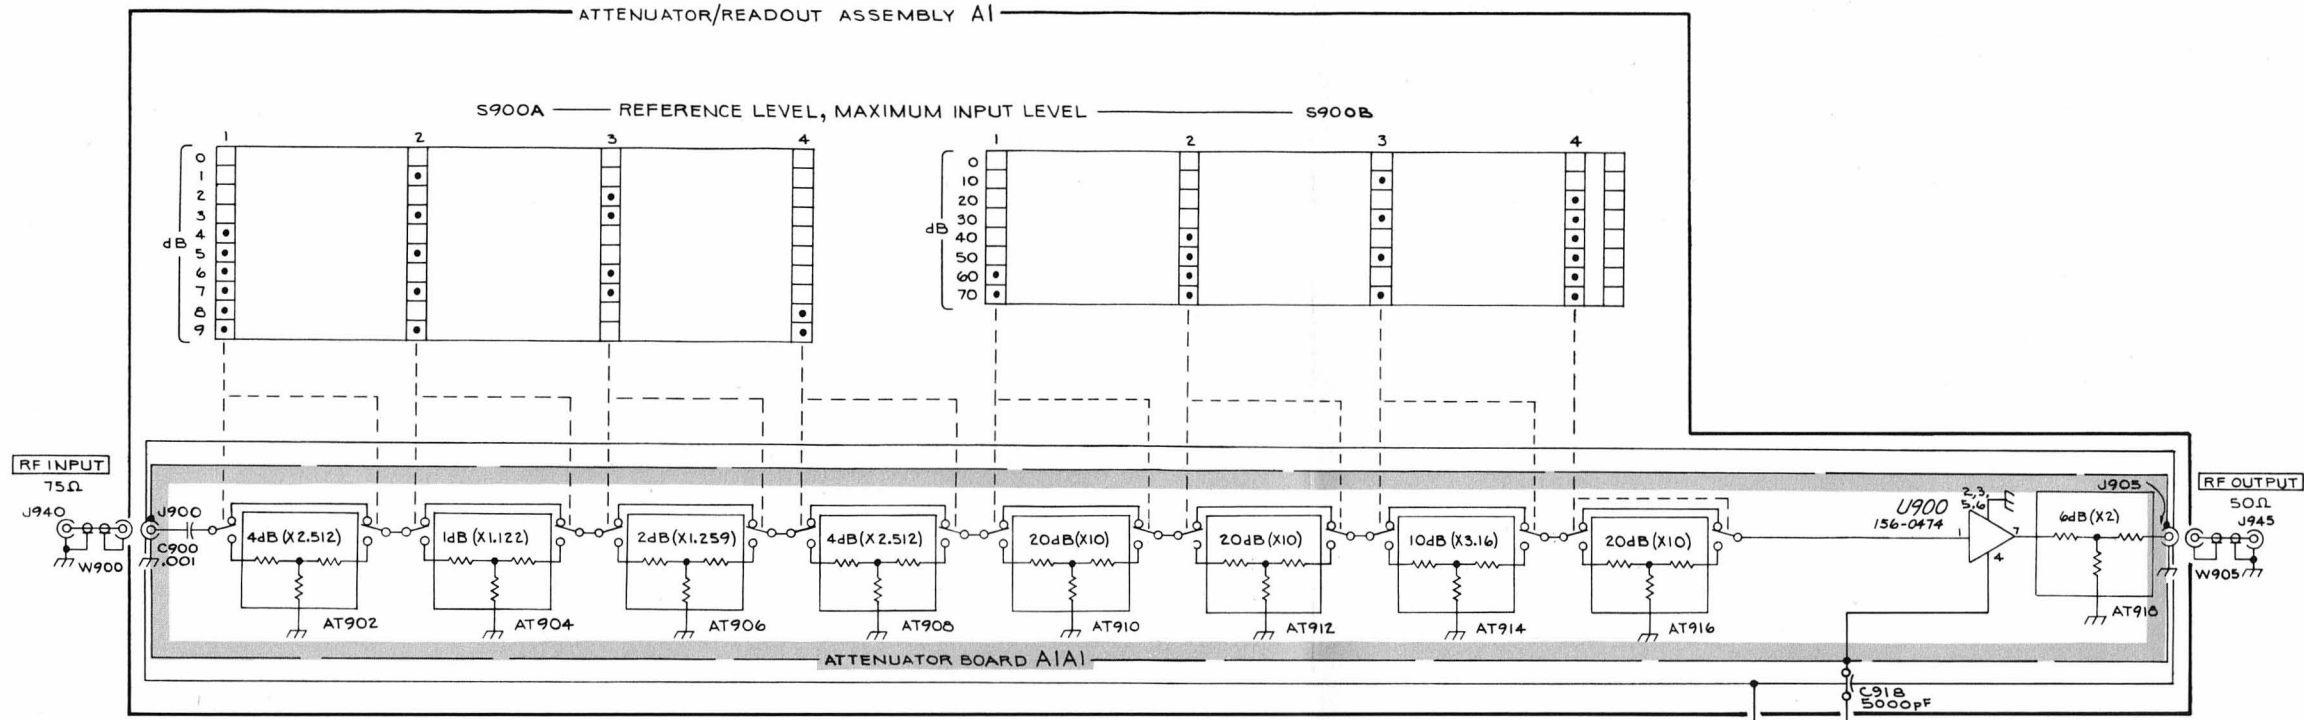 ATTENUATOR/READOUT ASSEMBLY A1
S900A REFERENCE LEVEL, MAXIMUM INPUT LEVEL S900B
1 2 3 4
dB
0
1
2
3
4
5
6
7
8
9
1 2 3 4
dB
0
10
20
30
40
50
60
70
RF INPUT
75Ω
J940
W900
J900
C900
.001
4dB (X2.512)
AT902
1dB (X1.122)
AT904
2dB (X1.259)
AT906
4dB (X2.512)
AT908
20dB (X10)
AT910
20dB (X10)
AT912
10dB (X3.16)
AT914
20dB (X10)
AT916
U900
156-0474
2,3,
5,6
1
7
4
6dB (X2)
AT918
J905
RF OUTPUT
50Ω
J945
W905
ATTENUATOR BOARD A1A1
C918
5000pF